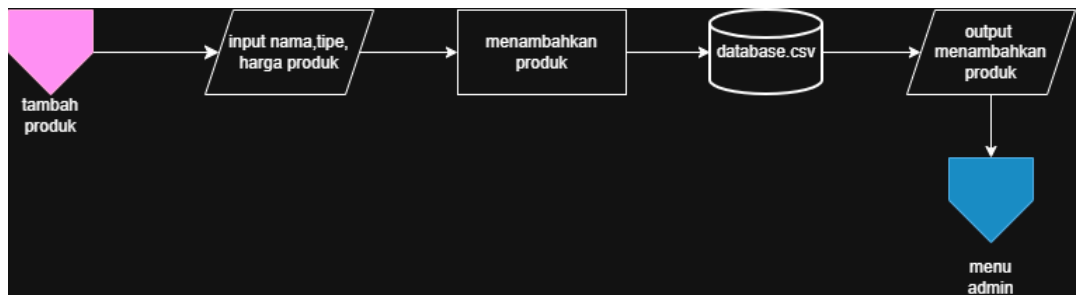 tambah
produk
input nama,tipe,
harga produk
menambahkan
produk
database.csv
output
menambahkan
produk
menu
admin